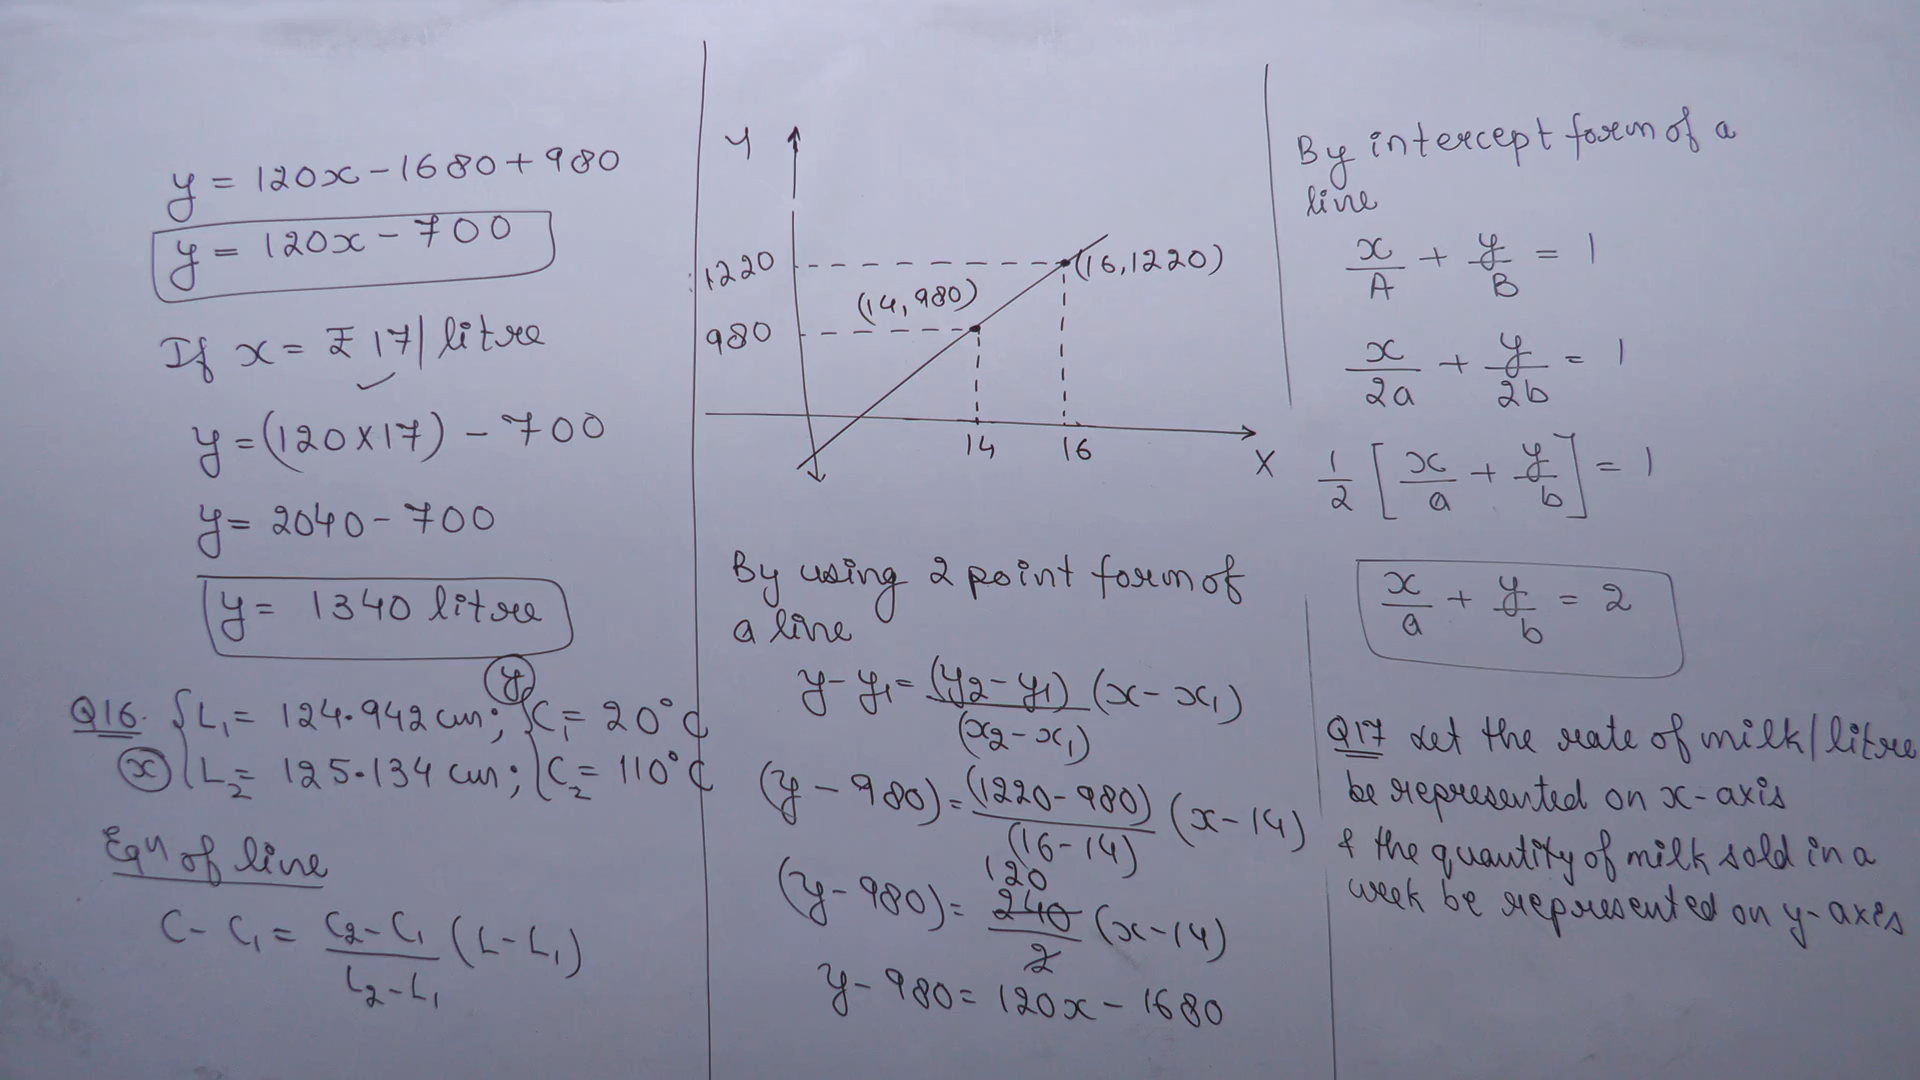 y = 120x - 1680 + 980
y = 120x - 700
If x = ₹ 17/litre
y = (120 x 17) - 700
y = 2040 - 700
y = 1340 litre
Q16. { L₁ = 124.942 cm; (y) { C₁ = 20°C
(x) L₂ = 125.134 cm; C₂ = 110°C
Eqⁿ of line
C - C₁ = C₂ - C₁ / L₂ - L₁ (L - L₁)
Y
1220
(16, 1220)
(14, 980)
980
14
16
X
By using 2 point form of
a line
y - y₁ = (y₂ - y₁) / (x₂ - x₁) (x - x₁)
(y - 980) = (1220 - 980) / (16 - 14) (x - 14)
120
(y - 980) = 240 / 2 (x - 14)
y - 980 = 120x - 1680
By intercept form of a
line
x/A + y/B = 1
x/2a + y/2b = 1
1/2 [x/a + y/b] = 1
x/a + y/b = 2
Q17 Let the rate of milk/litre
be represented on x-axis
& the quantity of milk sold in a
week be represented on y-axis